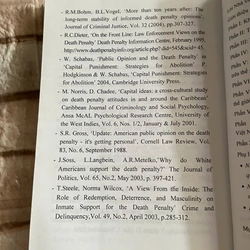 - R.M.Bohm, B.L.Vogel, 'More than ten years after: The
long-term stability of informed death penalty opinions',
Journal of Criminal Justice, Vol. 32 (2004), pp.307-327.
- R.C.Dieter, 'On the Front Line: Law Enforcement Views on the
Death Penalty' Death Penalty Information Centre, February 1995,
http://www.deathpenaltyinfo.org/article.php? did=545&scid= 45.
- W. Schabas, 'Public Opinion and the Death Penalty' in
'Capital Punishment: Strategies for Abolition' P.
Hodgkinson & W. Schabas, 'Capital Punishment: Strategies
for Abolition' 2004, Cambridge University Press.
- M. Norris, D. Chadee, 'Capital ideas: a cross-cultural study
on death penalty attitudes in and around the Caribbean'
Caribbean Journal of Criminology and Social Psychology,
Ansa McAL Psychological Research Centre, University of
the West Indies, Vol 6, Nos. 1/2, January & July 2001.
- S.R. Gross, 'Update: American public opinion on the death
penalty - it's getting personal', Cornell Law Review, Vol.
83, No. 6, September 1988.
- J.Soss, L.Langbein, A.R.Metelko,'Why do White
Americans support the death penalty?' The Journal of
Politics, Vol. 65, No.2, May 2003, p. 397-421.
- T.Steele, Norma Wilcox, 'A View From the Inside: The
Role of Redemption, Deterrence, and Masculinity on
Inmate Support for the Death Penalty' Crime and
Delinquency,Vol. 49, No.2, April 2003, p.285-312.
Phần
Phần